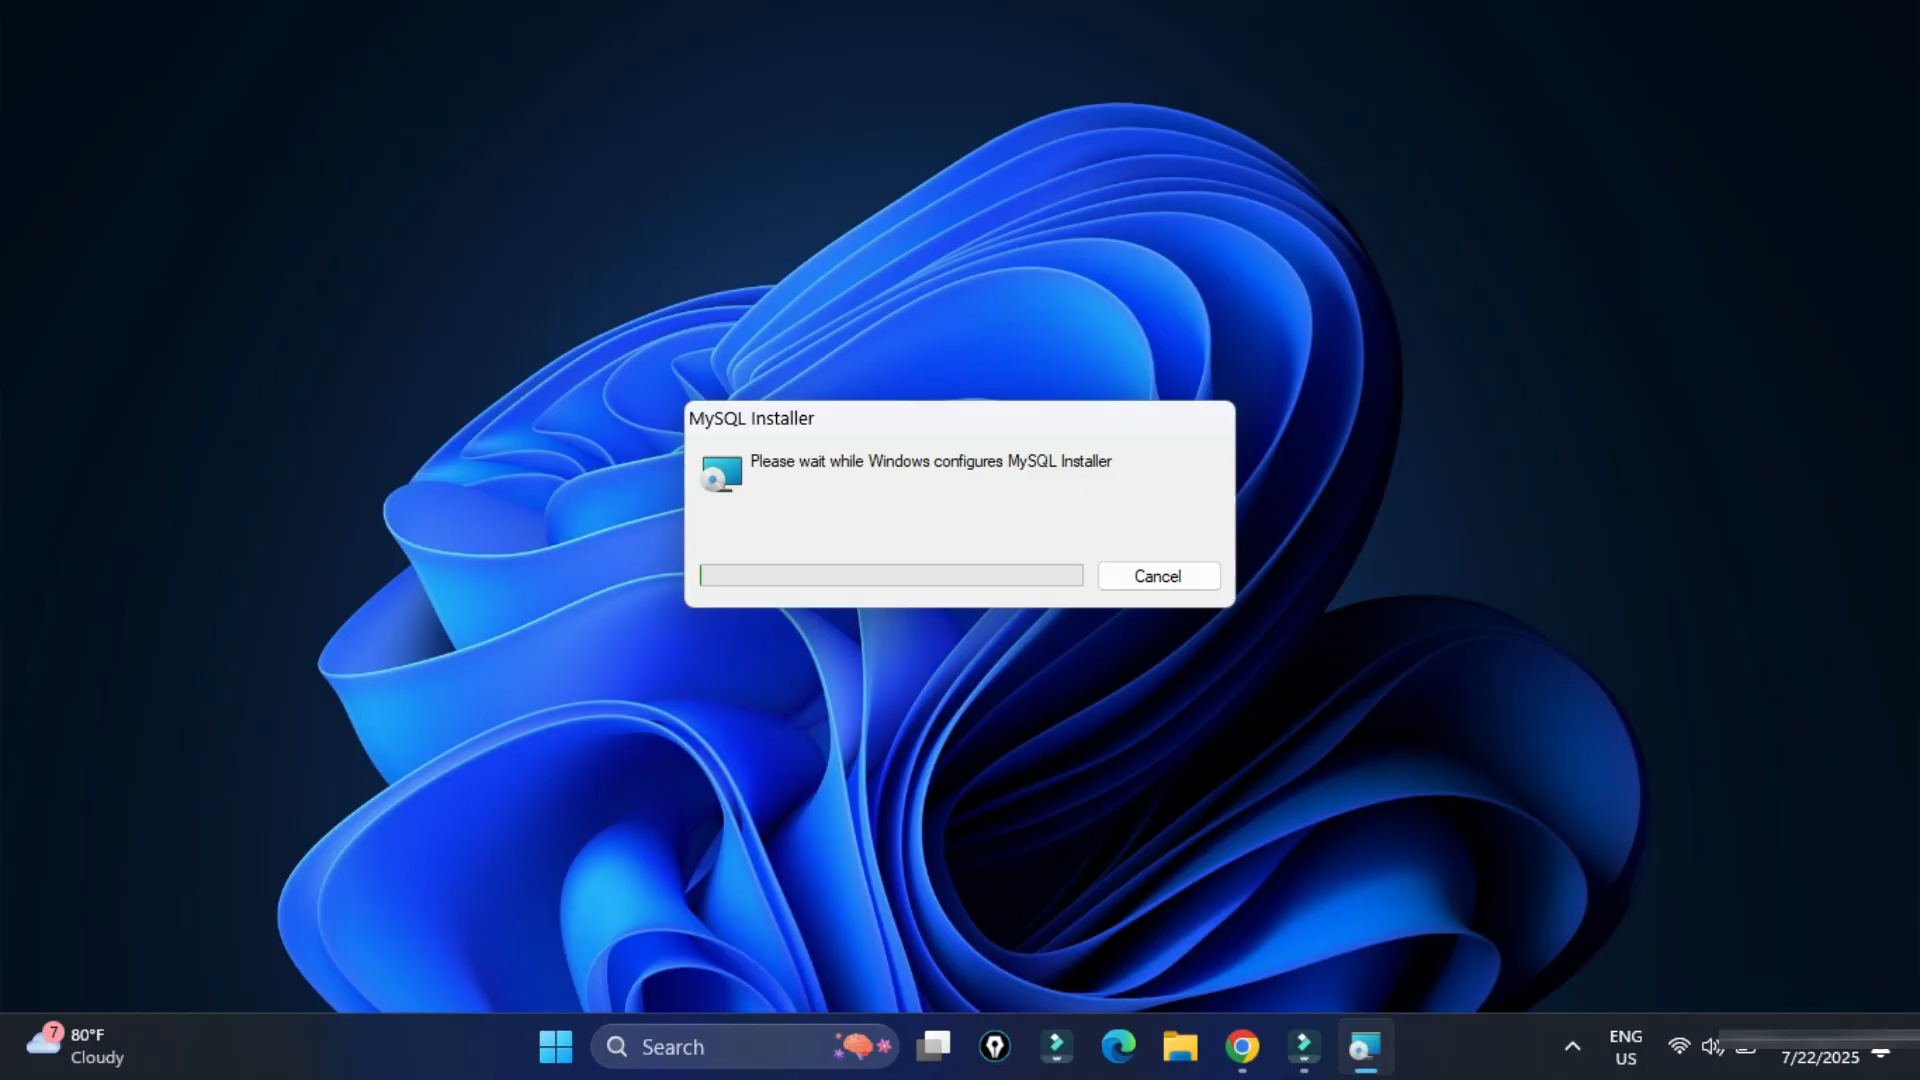 MySQL Installer
Please wait while Windows configures MySQL Installer
Cancel
7
80°F
Cloudy
Search
ENG
US
7/22/2025